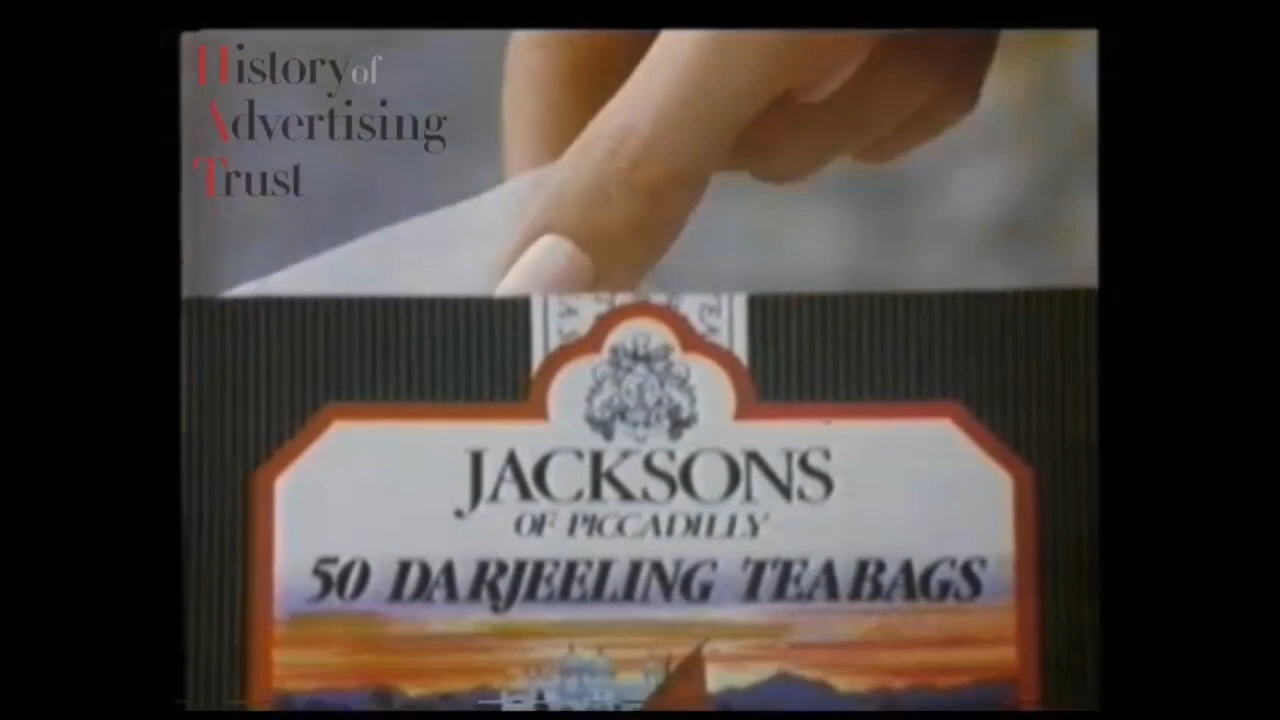 History of
Advertising
Trust
JACKSONS
OF PICCADILLY
50 DARJEELING TEABAGS